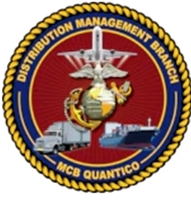 DISTRIBUTION MANAGEMENT BRANCH
MCB QUANTICO